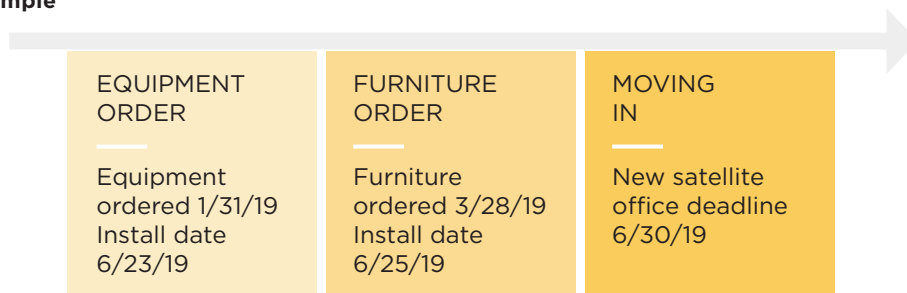 EQUIPMENT
ORDER
Equipment
ordered 1/31/19
Install date
6/23/19
FURNITURE
ORDER
Furniture
ordered 3/28/19
Install date
6/25/19
MOVING
IN
New satellite
office deadline
6/30/19